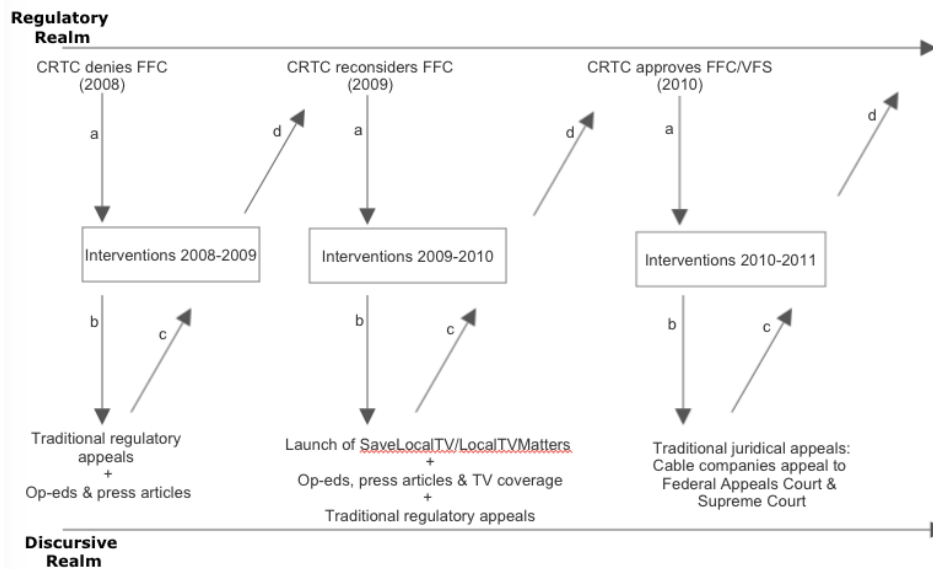 Regulatory
Realm
CRTC denies FFC
(2008)
CRTC reconsiders FFC
(2009)
CRTC approves FFC/VFS
(2010)
a
d
a
d
a
d
Interventions 2008-2009
Interventions 2009-2010
Interventions 2010-2011
b
c
b
c
b
c
Traditional regulatory
appeals
+
Op-eds & press articles
Launch of SaveLocalTV/LocalTVMatters
+
Op-eds, press articles & TV coverage
+
Traditional regulatory appeals
Traditional juridical appeals:
Cable companies appeal to
Federal Appeals Court &
Supreme Court
Discursive
Realm